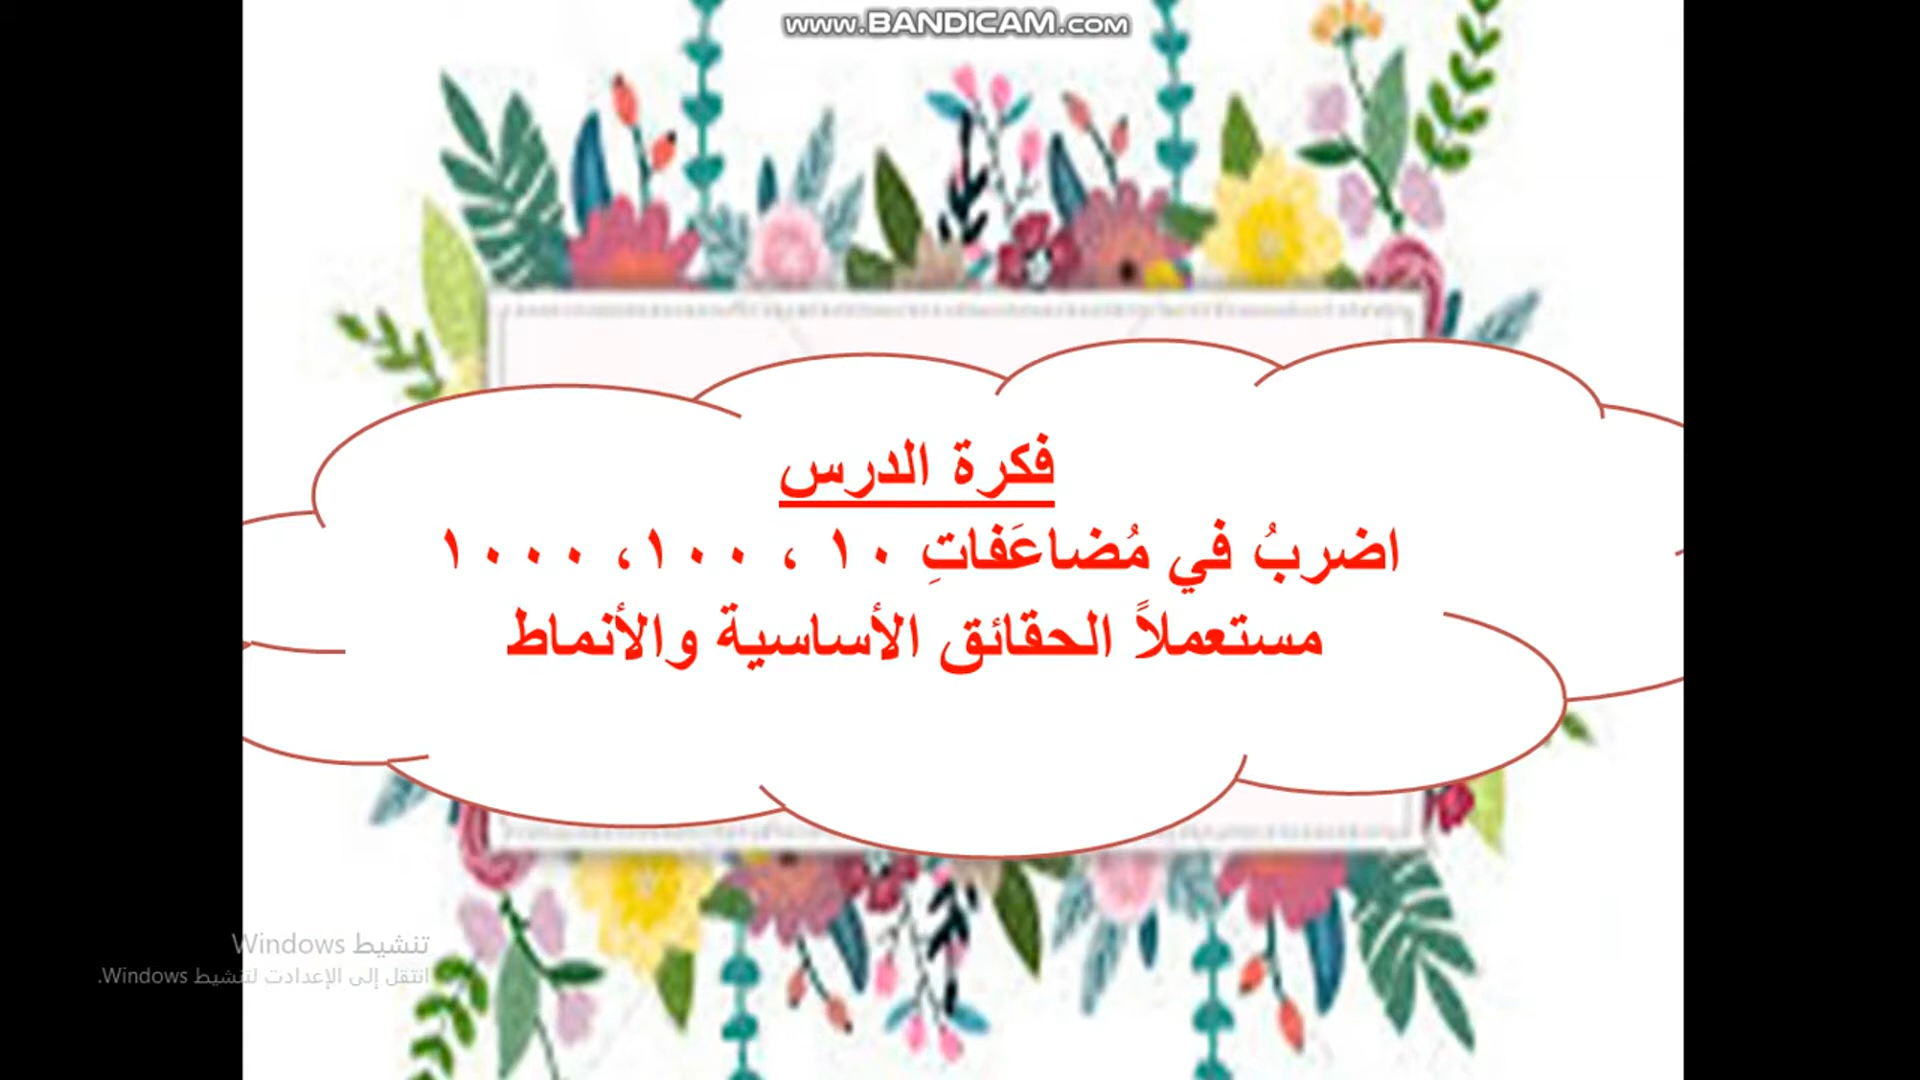 www.BANDICAM.com
فكرة الدرس
اضربُ في مُضاعَفاتِ ١٠ ، ١٠٠، ١٠٠٠
مستعملاً الحقائق الأساسية والأنماط
تنشيط Windows
انتقل إلى الإعدادت لتنشيط Windows.